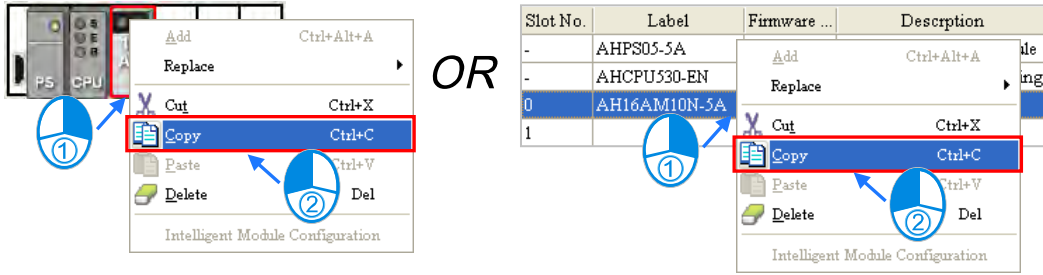 PS CPU
Add Ctrl+Alt+A
Replace
Cut Ctrl+X
Copy Ctrl+C
Paste Ctrl+V
Delete Del
Intelligent Module Configuration
1
2
OR
Slot No. Label Firmware ... Descrption
- AHPS05-5A
- AHCPU530-EN
0 AH16AM10N-5A
1
Add Ctrl+Alt+A
Replace
Cut Ctrl+X
Copy Ctrl+C
Paste Ctrl+V
Delete Del
Intelligent Module Configuration
1
2